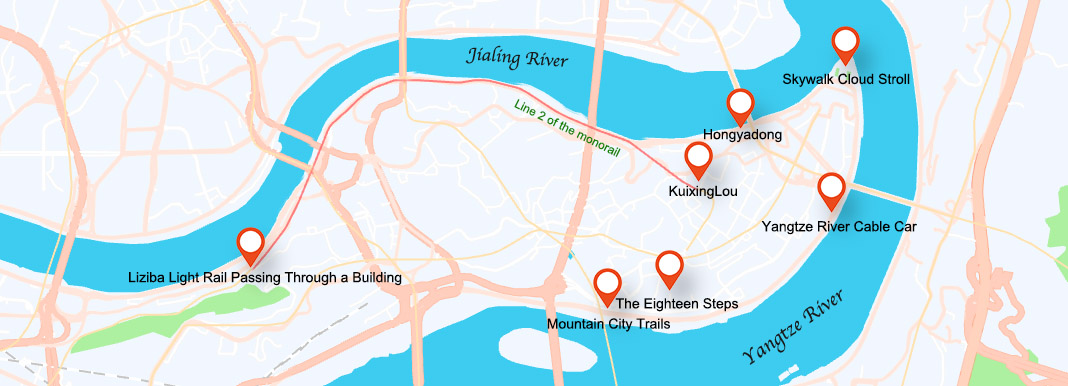 Jialing River
Skywalk Cloud Stroll
Line 2 of the monorail
Hongyadong
KuixingLou
Yangtze River Cable Car
Liziba Light Rail Passing Through a Building
The Eighteen Steps
Mountain City Trails
Yangtze River